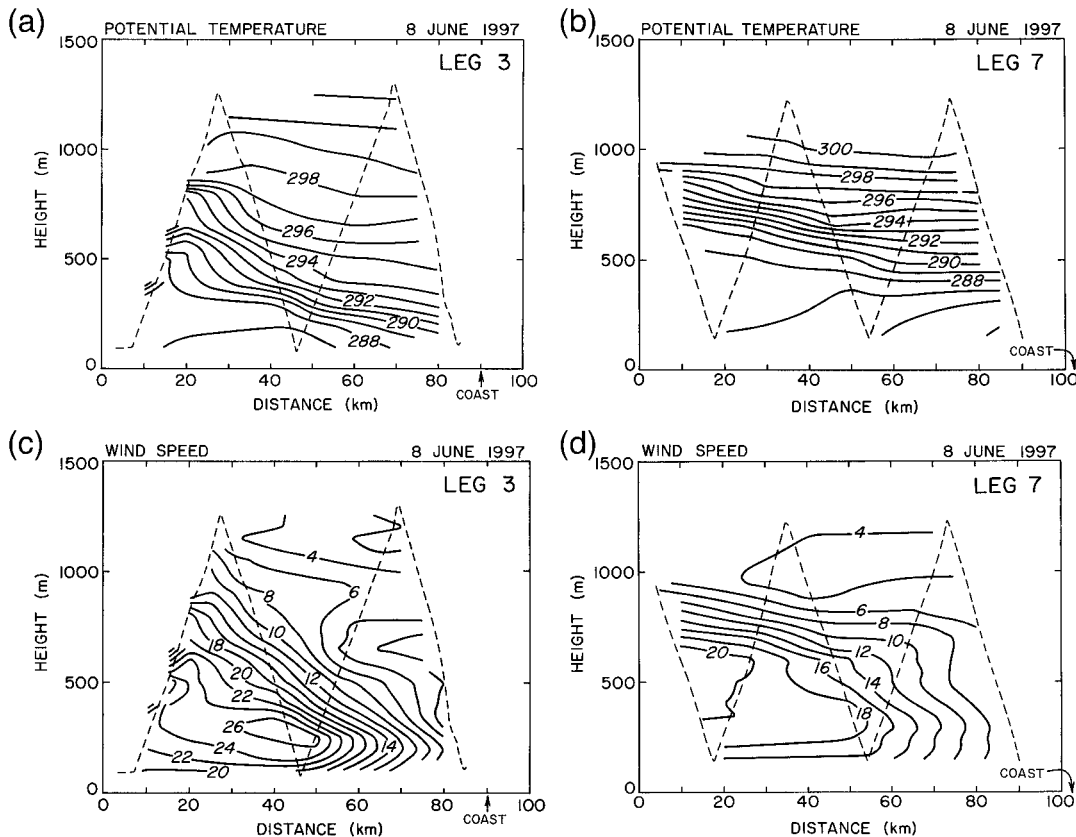 (a)
POTENTIAL TEMPERATURE 8 JUNE 1997
LEG 3
1500
1000
500
0
HEIGHT (m)
298
296
294
292
290
288
0 20 40 60 80 100
DISTANCE (km)
COAST
(b)
POTENTIAL TEMPERATURE 8 JUNE 1997
LEG 7
1500
1000
500
0
HEIGHT (m)
300
298
296
294
292
290
288
0 20 40 60 80 100
DISTANCE (km)
COAST
(c)
WIND SPEED 8 JUNE 1997
LEG 3
1500
1000
500
0
HEIGHT (m)
4
6
8
10
18
12
20
22
26
24
14
22
20
0 20 40 60 80 100
DISTANCE (km)
COAST
(d)
WIND SPEED 8 JUNE 1997
LEG 7
1500
1000
500
0
HEIGHT (m)
4
6
8
10
12
20
16
14
18
0 20 40 60 80 100
DISTANCE (km)
COAST